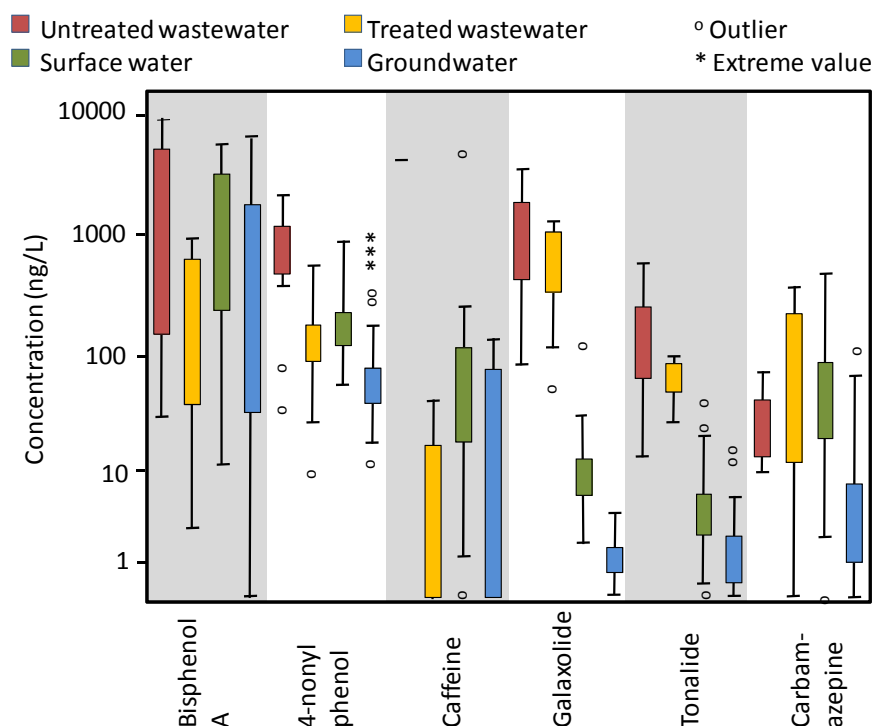 Untreated wastewater
Treated wastewater
o Outlier
Surface water
Groundwater
* Extreme value
Concentration (ng/L)
10000
1000
100
10
1
Bisphenol
A
4-nonyl
phenol
Caffeine
Galaxolide
Tonalide
Carbam-
azepine